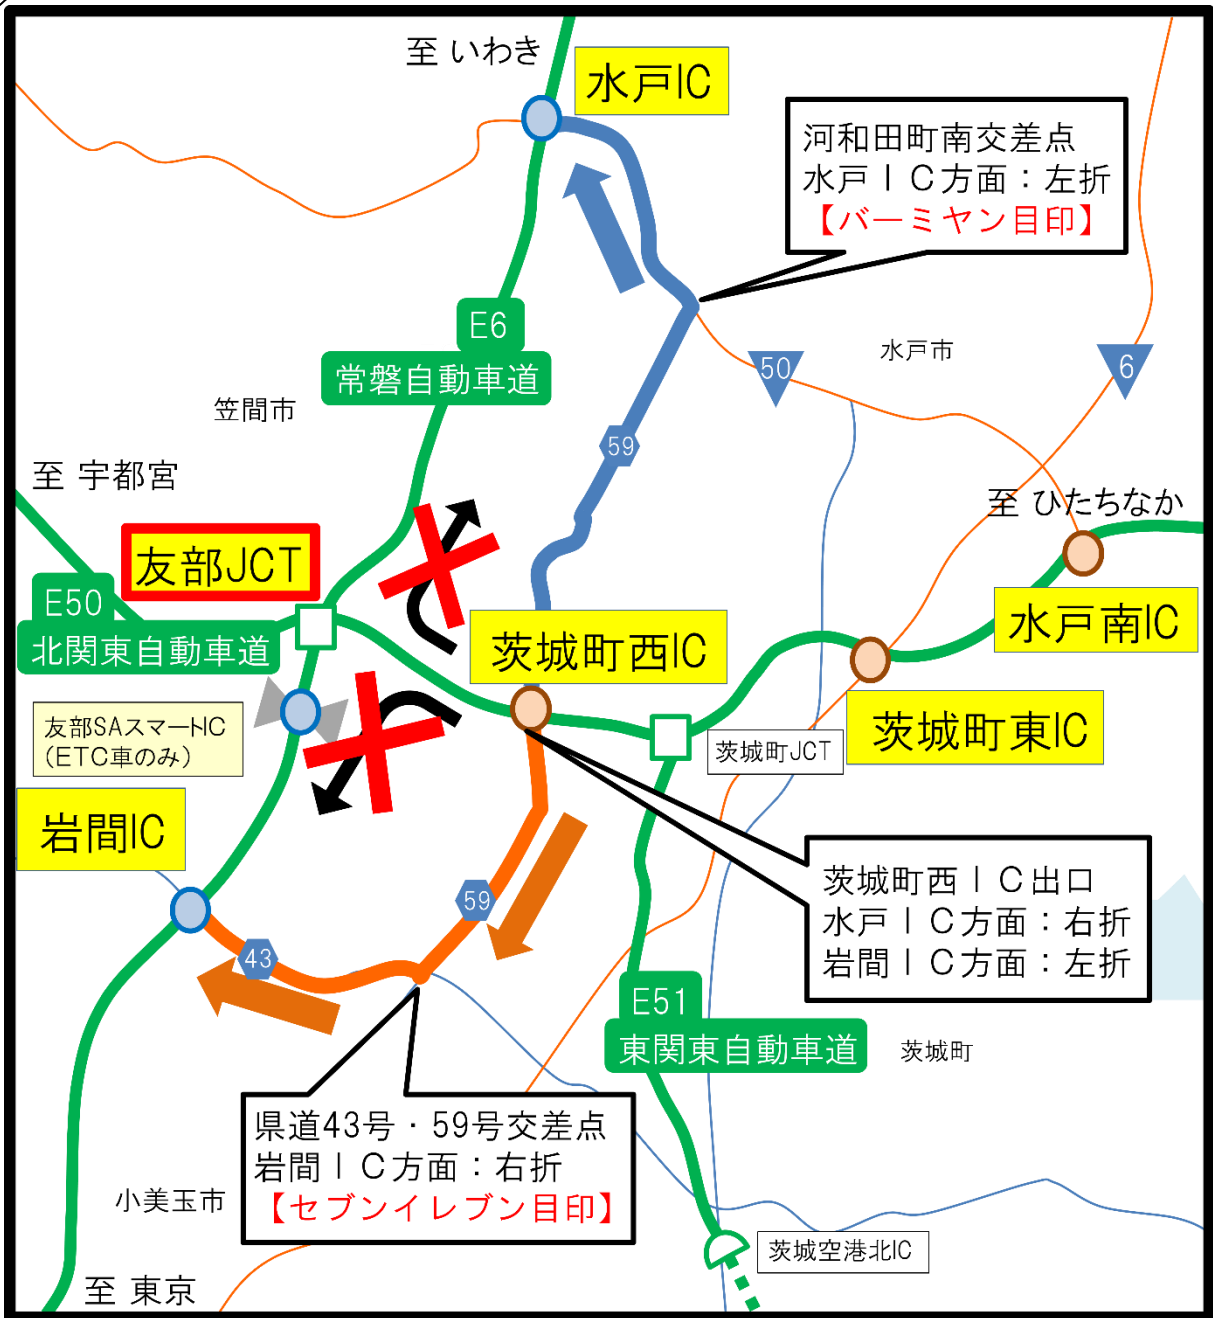 至 いわき
水戸IC
河和田町南交差点
水戸IC方面：左折
【バーミヤン目印】
E6
常磐自動車道
水戸市
50
6
笠間市
59
至 宇都宮
至 ひたちなか
友部JCT
E50
北関東自動車道
茨城町西IC
水戸南IC
友部SAスマートIC
（ETC車のみ）
茨城町JCT
茨城町東IC
岩間IC
茨城町西IC出口
水戸IC方面：右折
岩間IC方面：左折
59
43
E51
東関東自動車道
茨城町
県道43号・59号交差点
岩間IC方面：右折
【セブンイレブン目印】
小美玉市
茨城空港北IC
至 東京